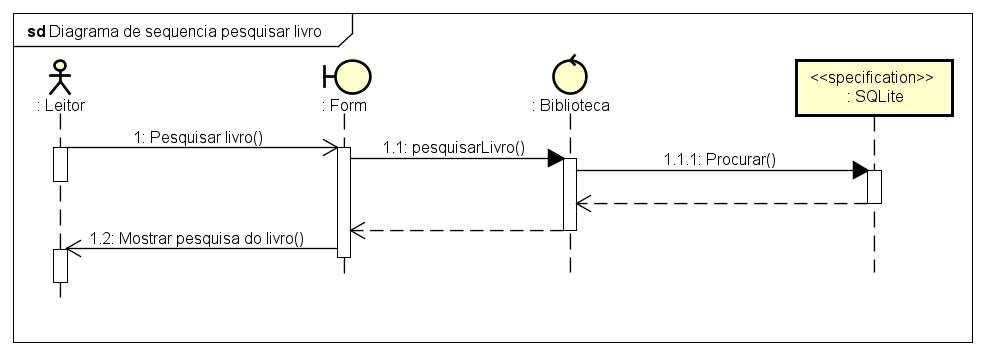 sd Diagrama de sequencia pesquisar livro
: Leitor
: Form
: Biblioteca
<<specification>>
: SQLite
1: Pesquisar livro()
1.1: pesquisarLivro()
1.1.1: Procurar()
1.2: Mostrar pesquisa do livro()